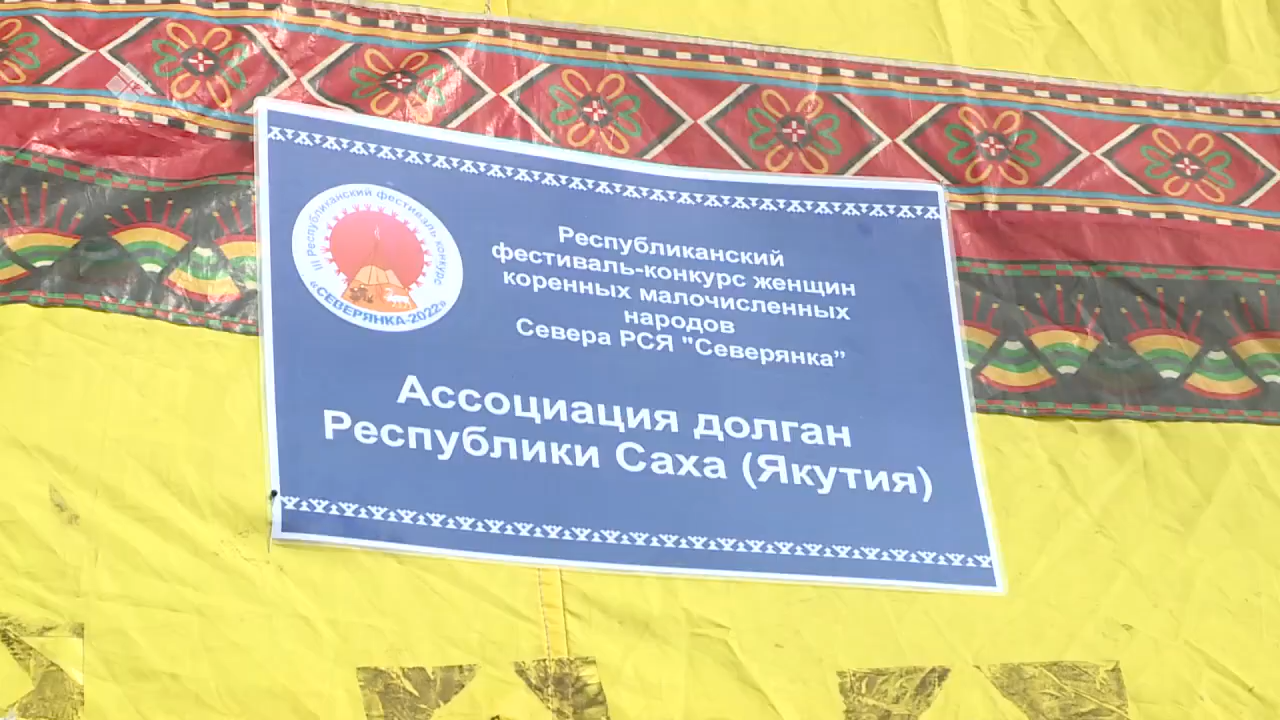 III Республиканский фестиваль конкурс
«СЕВЕРЯНКА-2022»
Республиканский
фестиваль-конкурс женщин
коренных малочисленных
народов
Севера РСЯ "Северянка”
Ассоциация долган
Республики Саха (Якутия)